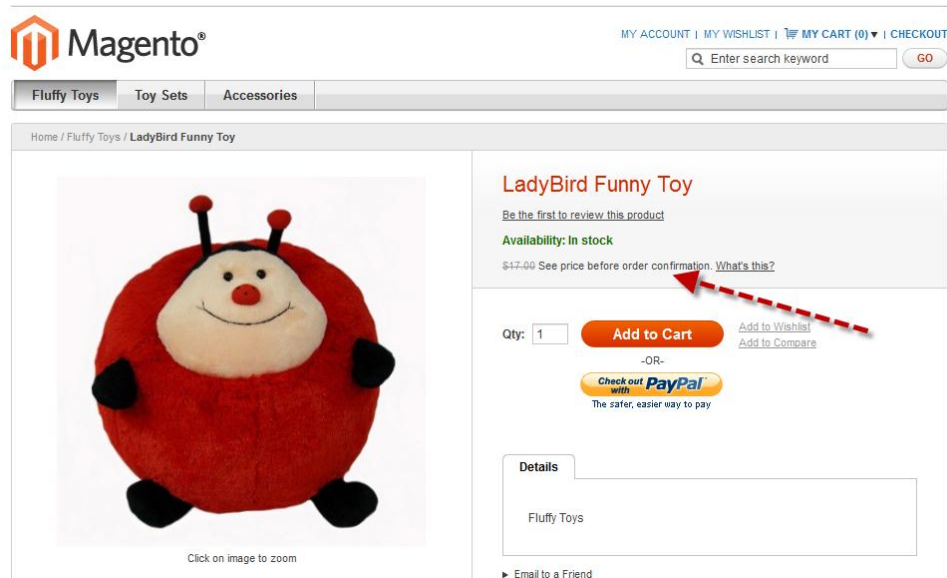 Magento®
MY ACCOUNT | MY WISHLIST | MY CART (0) ▼ | CHECKOUT
Enter search keyword GO
Fluffy Toys Toy Sets Accessories
Home / Fluffy Toys / LadyBird Funny Toy
LadyBird Funny Toy
Be the first to review this product
Availability: In stock
$17.00 See price before order confirmation. What's this?
Qty: 1 Add to Cart Add to Wishlist
Add to Compare
-OR-
Check out with PayPal
The safer, easier way to pay
Details
Fluffy Toys
Click on image to zoom
► Email to a Friend